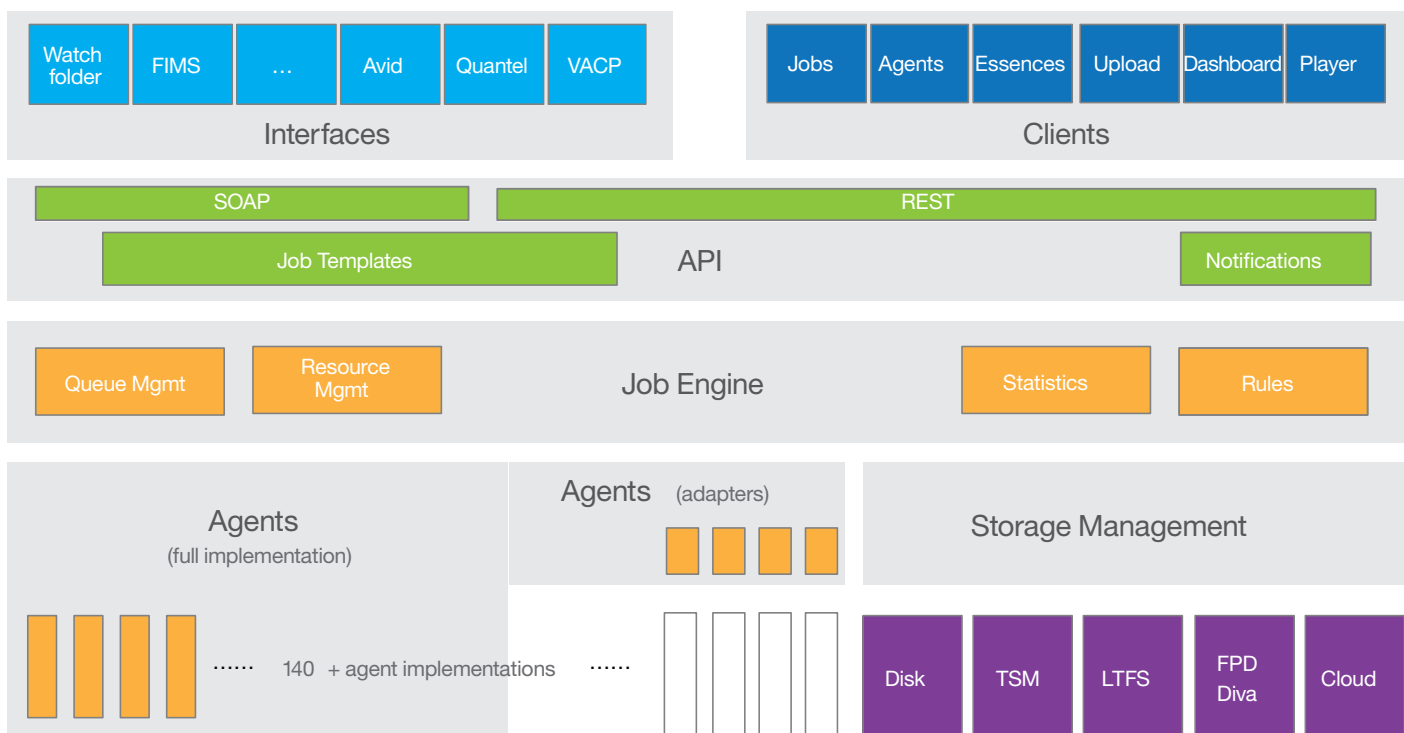 Watch
folder
FIMS
...
Avid
Quantel
VACP
Interfaces
Jobs
Agents
Essences
Upload
Dashboard
Player
Clients
SOAP
REST
Job Templates
API
Notifications
Queue Mgmt
Resource
Mgmt
Job Engine
Statistics
Rules
Agents
(full implementation)
Agents (adapters)
Storage Management
...... 140 + agent implementations ......
Disk
TSM
LTFS
FPD
Diva
Cloud